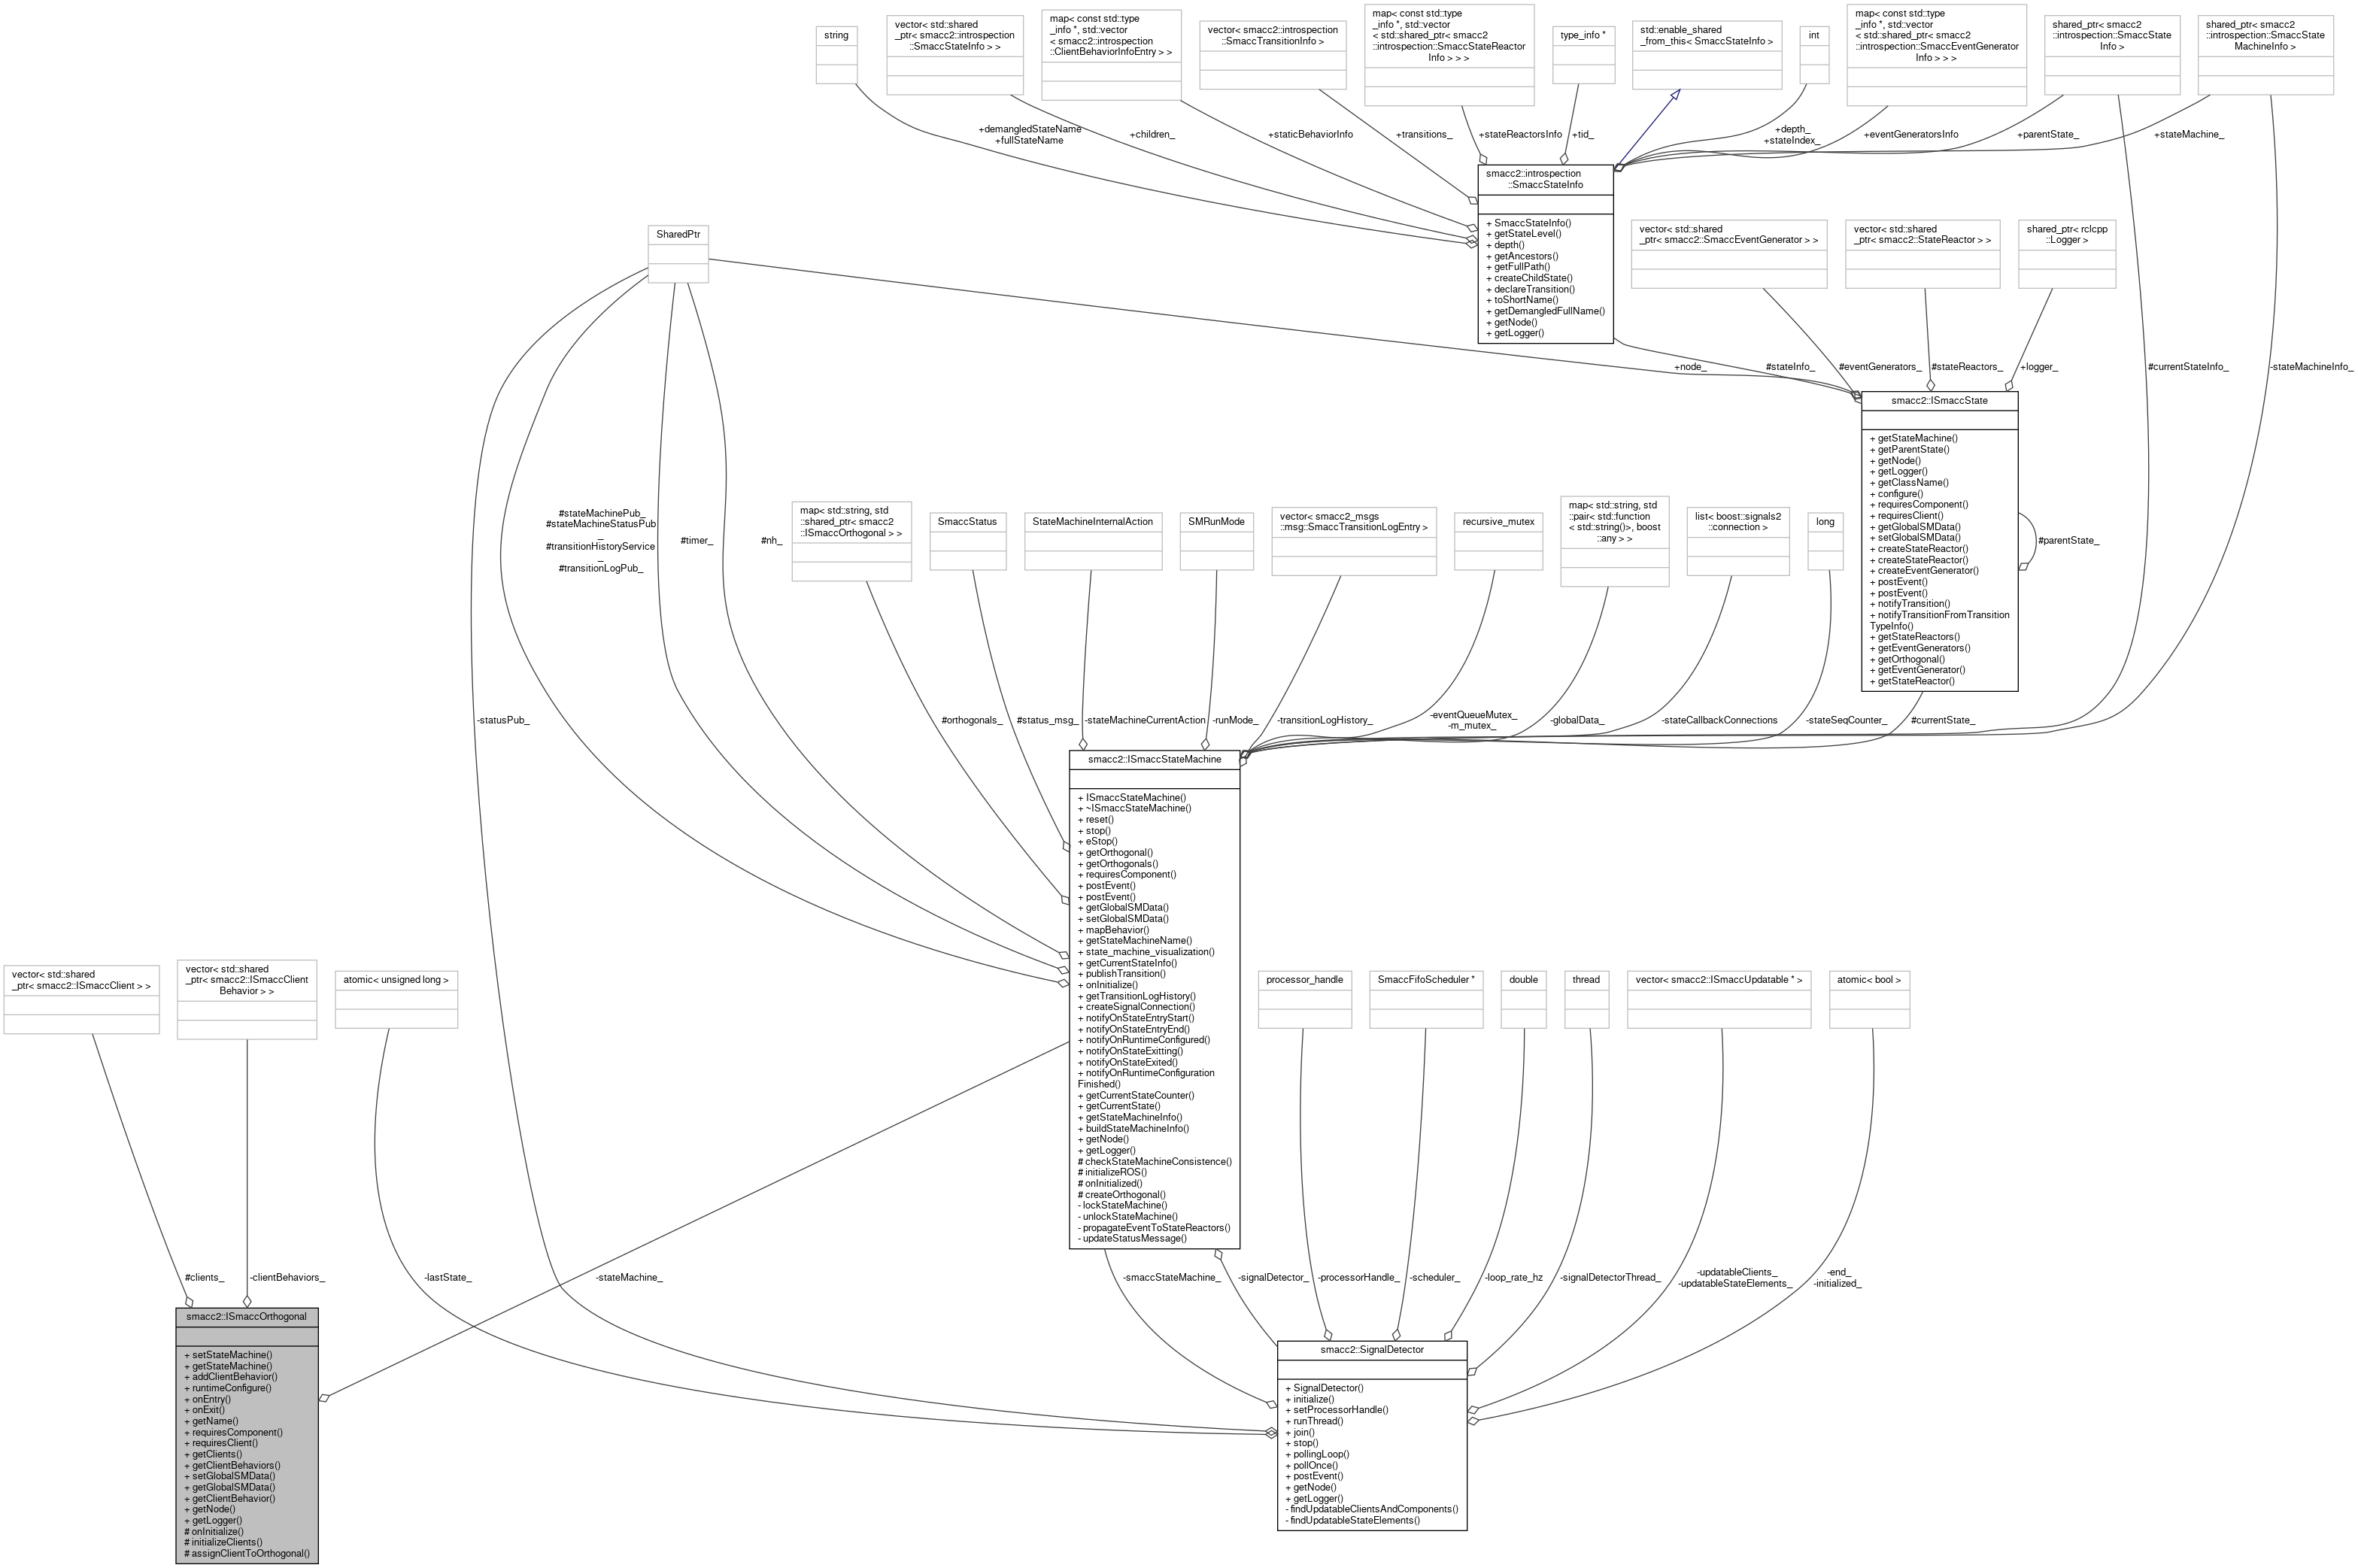 string
vector< std::shared
_ptr< smacc2::introspection
::SmaccStateInfo > >
map< const std::type
_info *, std::vector
< smacc2::introspection
::ClientBehaviorInfoEntry > >
vector< smacc2::introspection
::SmaccTransitionInfo >
map< const std::type
_info *, std::vector
< std::shared_ptr< smacc2
::introspection::SmaccStateReactor
Info > > >
type_info *
std::enable_shared
_from_this< SmaccStateInfo >
int
map< const std::type
_info *, std::vector
< std::shared_ptr< smacc2
::introspection::SmaccEventGenerator
Info > > >
shared_ptr< smacc2
::introspection::SmaccState
Info >
shared_ptr< smacc2
::introspection::SmaccState
MachineInfo >
+demangledStateName
+fullStateName
+children_
+staticBehaviorInfo
+transitions_
+stateReactorsInfo
+tid_
+depth_
+stateIndex_
+eventGeneratorsInfo
+parentState_
+stateMachine_
smacc2::introspection
::SmaccStateInfo
+ SmaccStateInfo()
+ getStateLevel()
+ depth()
+ getAncestors()
+ getFullPath()
+ createChildState()
+ declareTransition()
+ toShortName()
+ getDemangledFullName()
+ getNode()
+ getLogger()
SharedPtr
vector< std::shared
_ptr< smacc2::SmaccEventGenerator > >
vector< std::shared
_ptr< smacc2::StateReactor > >
shared_ptr< rclcpp
::Logger >
+node_
#stateInfo_
#eventGenerators_
#stateReactors_
+logger_
#currentStateInfo_
-stateMachineInfo_
smacc2::ISmaccState
+ getStateMachine()
+ getParentState()
+ getNode()
+ getLogger()
+ getClassName()
+ configure()
+ requiresComponent()
+ requiresClient()
+ getGlobalSMData()
+ setGlobalSMData()
+ createStateReactor()
+ createStateReactor()
+ createEventGenerator()
+ postEvent()
+ postEvent()
+ notifyTransition()
+ notifyTransitionFromTransition
TypeInfo()
+ getStateReactors()
+ getEventGenerators()
+ getOrthogonal()
+ getEventGenerator()
+ getStateReactor()
#parentState_
#stateMachinePub_
#stateMachineStatusPub
_
#transitionHistoryService
_
#transitionLogPub_
#timer_
#nh_
map< std::string, std
::shared_ptr< smacc2
::ISmaccOrthogonal > >
SmaccStatus
StateMachineInternalAction
SMRunMode
vector< smacc2_msgs
::msg::SmaccTransitionLogEntry >
recursive_mutex
map< std::string, std
::pair< std::function
< std::string()>, boost
::any > >
list< boost::signals2
::connection >
long
-statusPub_
#orthogonals_
#status_msg_
-stateMachineCurrentAction
-runMode_
-transitionLogHistory_
-eventQueueMutex_
-m_mutex_
-globalData_
-stateCallbackConnections
-stateSeqCounter_
#currentState_
smacc2::ISmaccStateMachine
+ ISmaccStateMachine()
+ ~ISmaccStateMachine()
+ reset()
+ stop()
+ eStop()
+ getOrthogonal()
+ getOrthogonals()
+ requiresComponent()
+ postEvent()
+ postEvent()
+ getGlobalSMData()
+ setGlobalSMData()
+ mapBehavior()
+ getStateMachineName()
+ state_machine_visualization()
+ getCurrentStateInfo()
+ publishTransition()
+ onInitialize()
+ getTransitionLogHistory()
+ createSignalConnection()
+ notifyOnStateEntryStart()
+ notifyOnStateEntryEnd()
+ notifyOnRuntimeConfigured()
+ notifyOnStateExitting()
+ notifyOnStateExited()
+ notifyOnRuntimeConfiguration
Finished()
+ getCurrentStateCounter()
+ getCurrentState()
+ getStateMachineInfo()
+ buildStateMachineInfo()
+ getNode()
+ getLogger()
# checkStateMachineConsistence()
# initializeROS()
# onInitialized()
# createOrthogonal()
- lockStateMachine()
- unlockStateMachine()
- propagateEventToStateReactors()
- updateStatusMessage()
vector< std::shared
_ptr< smacc2::ISmaccClient > >
vector< std::shared
_ptr< smacc2::ISmaccClient
Behavior > >
atomic< unsigned long >
processor_handle
SmaccFifoScheduler *
double
thread
vector< smacc2::ISmaccUpdatable * >
atomic< bool >
#clients_
-clientBehaviors_
-lastState_
-stateMachine_
-smaccStateMachine_
-signalDetector_
-processorHandle_
-scheduler_
-loop_rate_hz
-signalDetectorThread_
-updatableClients_
-updatableStateElements_
-end_
-initialized_
smacc2::ISmaccOrthogonal
+ setStateMachine()
+ getStateMachine()
+ addClientBehavior()
+ runtimeConfigure()
+ onEntry()
+ onExit()
+ getName()
+ requiresComponent()
+ requiresClient()
+ getClients()
+ getClientBehaviors()
+ setGlobalSMData()
+ getGlobalSMData()
+ getClientBehavior()
+ getNode()
+ getLogger()
# onInitialize()
# initializeClients()
# assignClientToOrthogonal()
smacc2::SignalDetector
+ SignalDetector()
+ initialize()
+ setProcessorHandle()
+ runThread()
+ join()
+ stop()
+ pollingLoop()
+ pollOnce()
+ postEvent()
+ getNode()
+ getLogger()
- findUpdatableClientsAndComponents()
- findUpdatableStateElements()